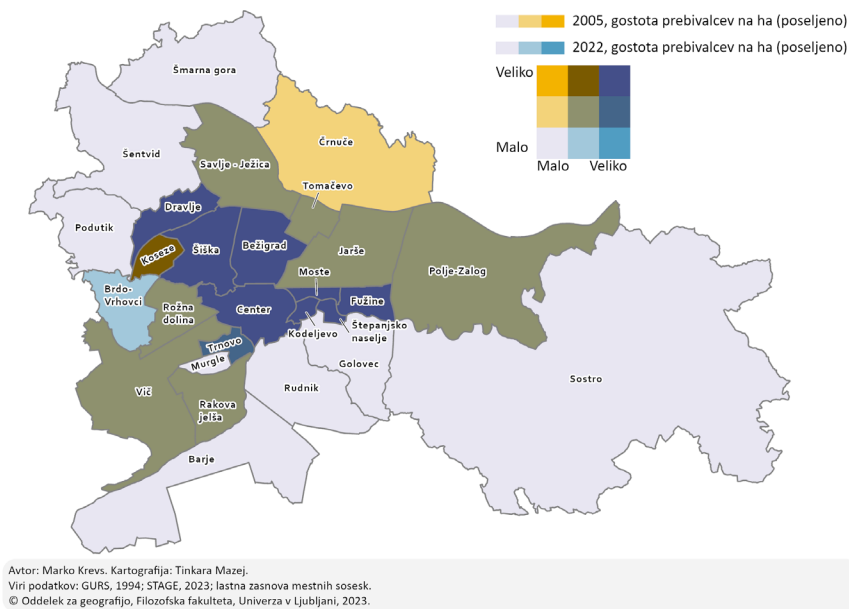 2005, gostota prebivalcev na ha (poseljeno)
2022, gostota prebivalcev na ha (poseljeno)
Veliko
Malo
Malo
Veliko
Šmarna gora
Črnuče
Šentvid
Savlje - Ježica
Tomačevo
Dravlje
Podutik
Koseze
Šiška
Bežigrad
Jarše
Polje-Zalog
Moste
Brdo-
Vrhovci
Rožna
dolina
Center
Fužine
Kodeljevo
Štepanjsko
naselje
Trnovo
Murgle
Golovec
Sostro
Vič
Rudnik
Rakova
jelša
Barje
Avtor: Marko Krevs. Kartografija: Tinkara Mazej.
Viri podatkov: GURS, 1994; STAGE, 2023; lastna zasnova mestnih sosesk.
© Oddelek za geografijo, Filozofska fakulteta, Univerza v Ljubljani, 2023.